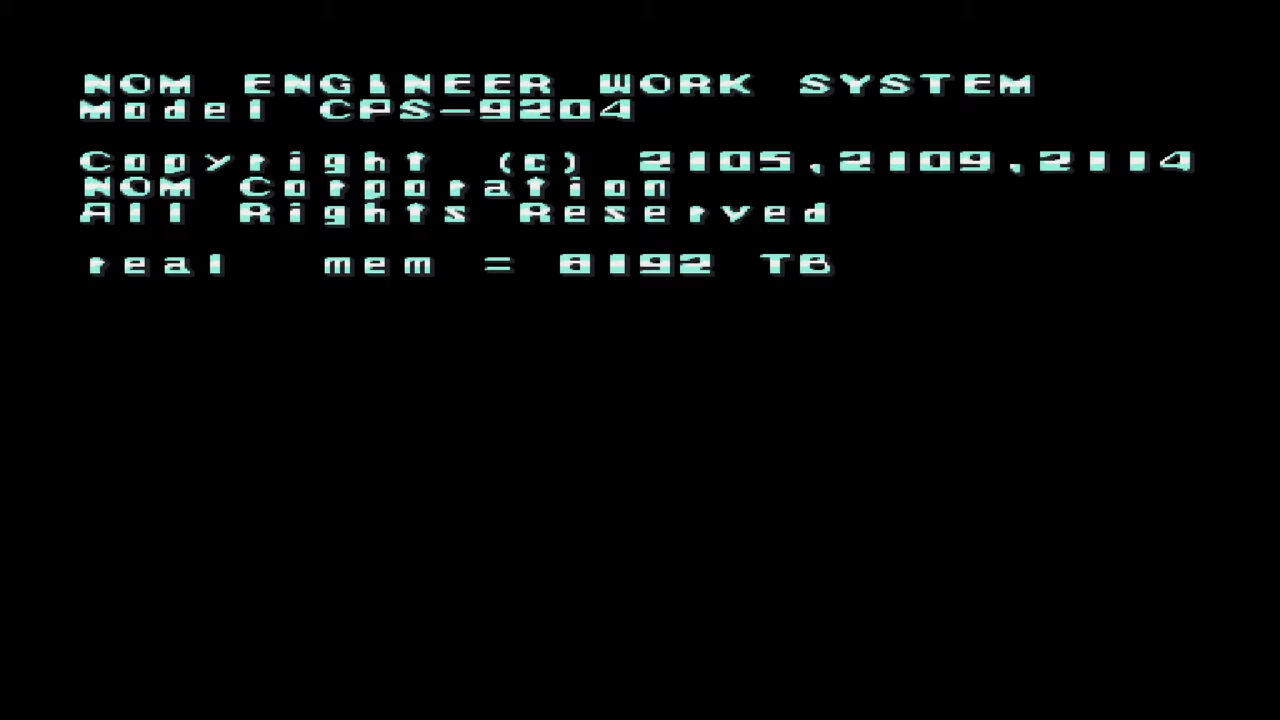 NOM ENGINEER WORK SYSTEM
Model CPS-9204
Copyright (c) 2105,2109,2114
NOM Corporation
All Rights Reserved
real mem = 8192 TB